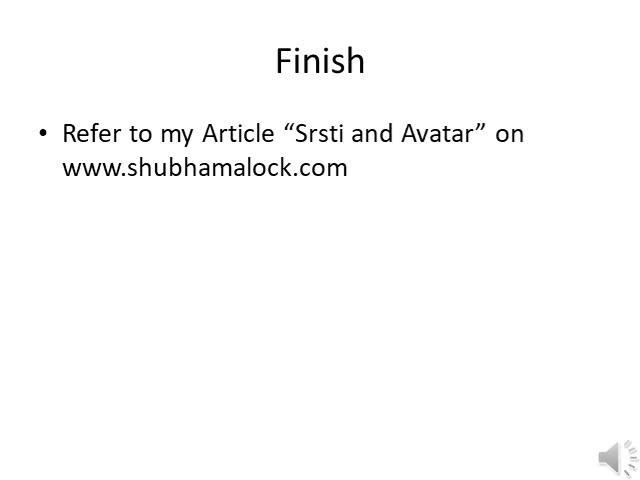 Finish
• Refer to my Article “Srsti and Avatar” on
www.shubhamalock.com